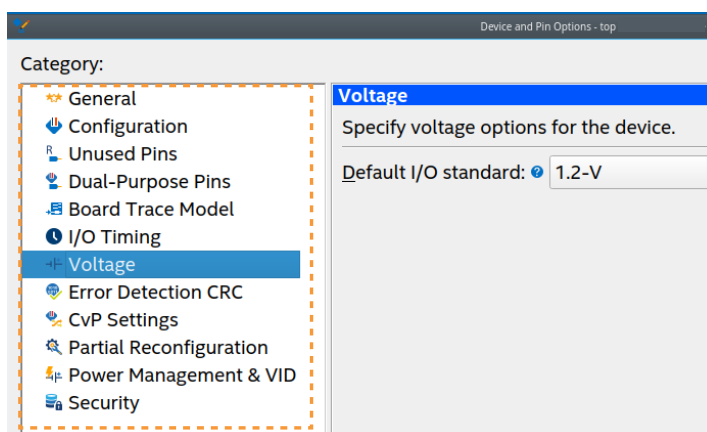 Device and Pin Options - top
Category:
General
Configuration
Unused Pins
Dual-Purpose Pins
Board Trace Model
I/O Timing
Voltage
Error Detection CRC
CvP Settings
Partial Reconfiguration
Power Management & VID
Security
Voltage
Specify voltage options for the device.
Default I/O standard: 1.2-V